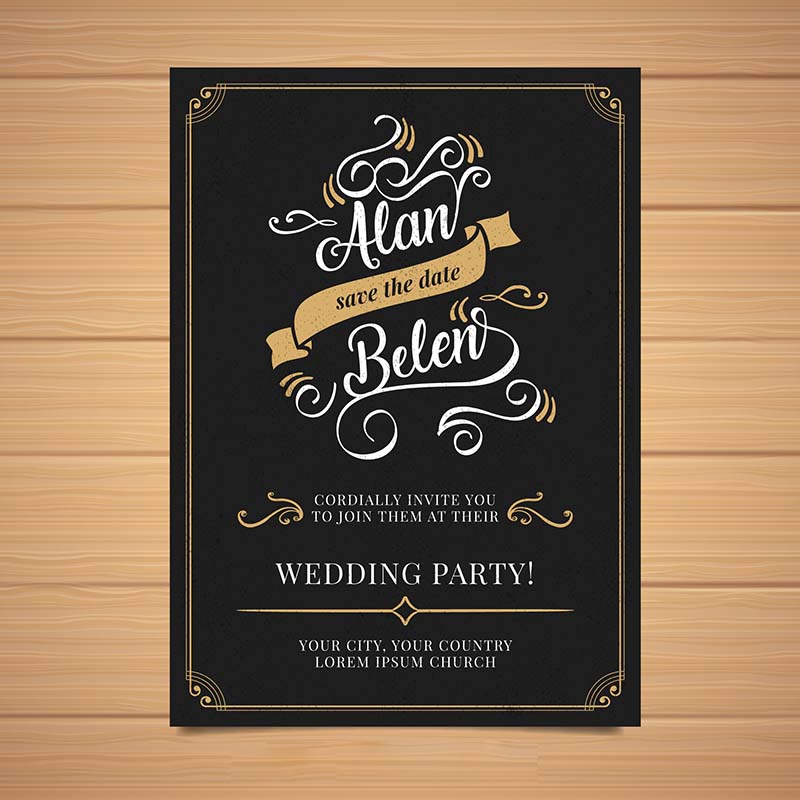 Alan
save the date
Belen
CORDIALLY INVITE YOU
TO JOIN THEM AT THEIR
WEDDING PARTY!
YOUR CITY, YOUR COUNTRY
LOREM IPSUM CHURCH